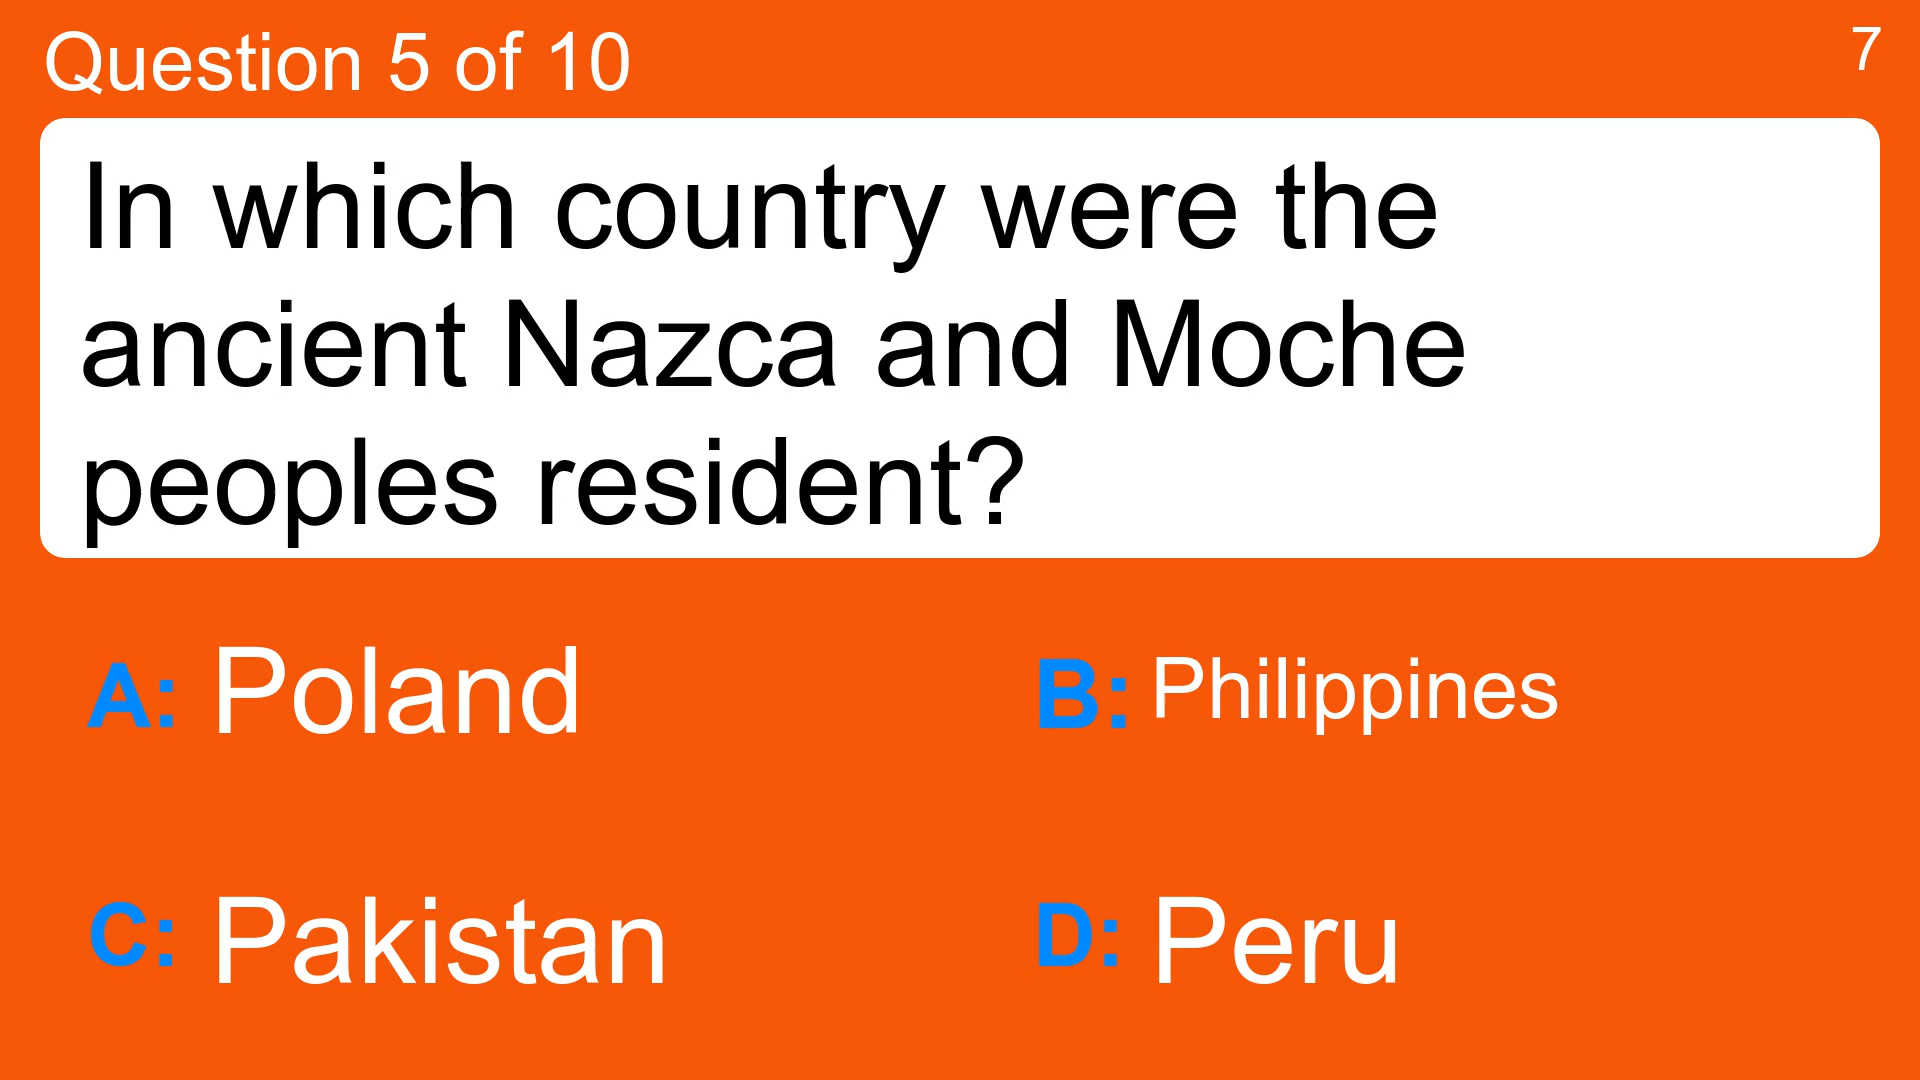 Question 5 of 10
7
In which country were the
ancient Nazca and Moche
peoples resident?
A: Poland
B: Philippines
C: Pakistan
D: Peru